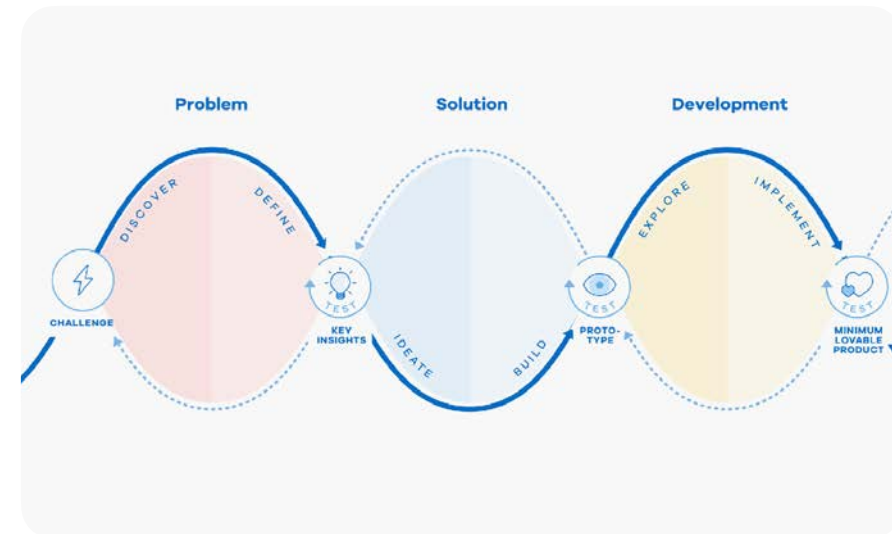 Problem
Solution
Development
DISCOVER
DEFINE
EXPLORE
IMPLEMENT
CHALLENGE
TEST
KEY
INSIGHTS
IDEATE
BUILD
TEST
PROTO-
TYPE
TEST
MINIMUM
LOVABLE
PRODUCT